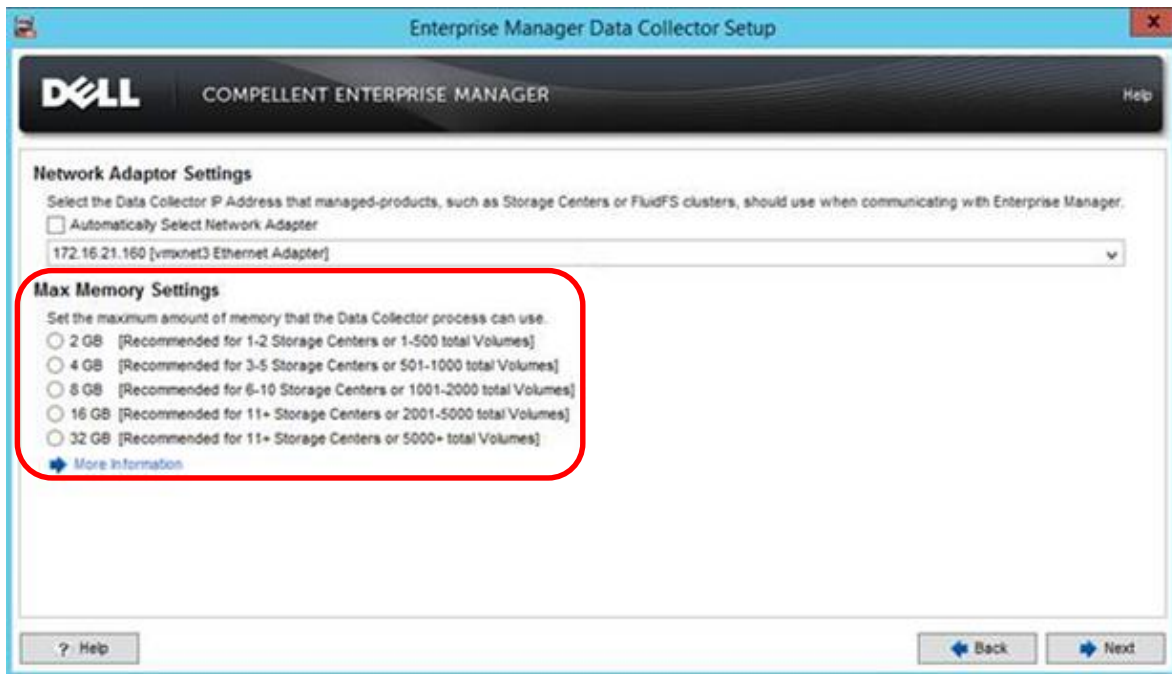 Enterprise Manager Data Collector Setup
x
DELL COMPELLENT ENTERPRISE MANAGER Help
Network Adaptor Settings
Select the Data Collector IP Address that managed-products, such as Storage Centers or FluidFS clusters, should use when communicating with Enterprise Manager.
Automatically Select Network Adapter
172.16.21.160 [vmxnet3 Ethernet Adapter]
Max Memory Settings
Set the maximum amount of memory that the Data Collector process can use.
2 GB [Recommended for 1-2 Storage Centers or 1-500 total Volumes]
4 GB [Recommended for 3-5 Storage Centers or 501-1000 total Volumes]
8 GB [Recommended for 6-10 Storage Centers or 1001-2000 total Volumes]
16 GB [Recommended for 11+ Storage Centers or 2001-5000 total Volumes]
32 GB [Recommended for 11+ Storage Centers or 5000+ total Volumes]
More Information
? Help Back Next